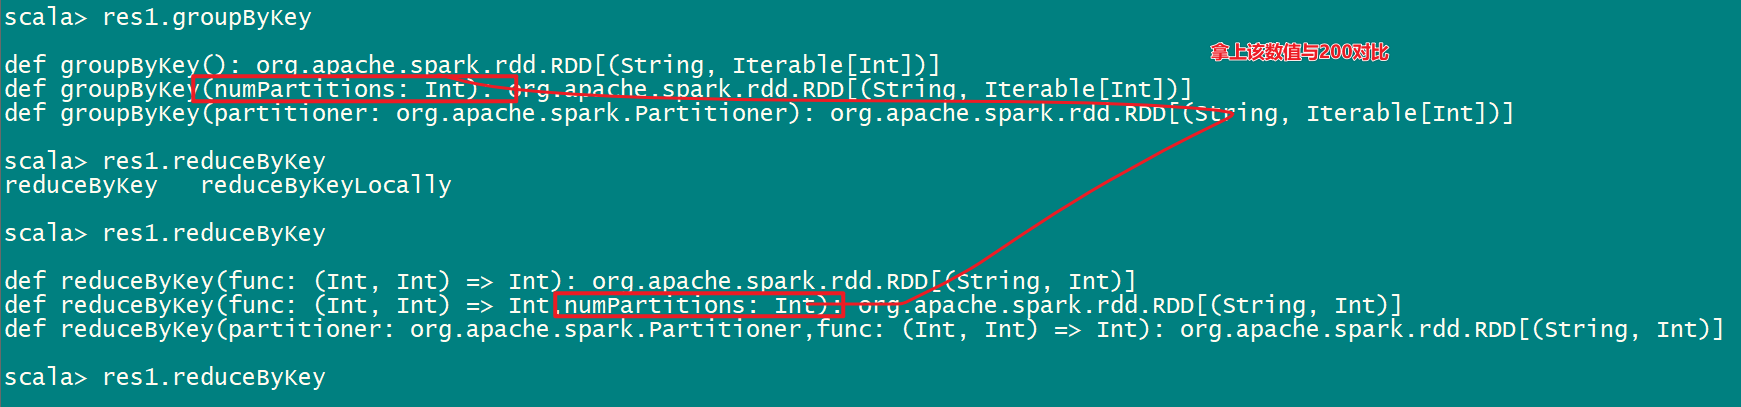 scala> res1.groupByKey
拿上该数值与200对比
def groupByKey(): org.apache.spark.rdd.RDD[(String, Iterable[Int])]
def groupByKey(numPartitions: Int): org.apache.spark.rdd.RDD[(String, Iterable[Int])]
def groupByKey(partitioner: org.apache.spark.Partitioner): org.apache.spark.rdd.RDD[(String, Iterable[Int])]
scala> res1.reduceByKey
reduceByKey   reduceByKeyLocally
scala> res1.reduceByKey
def reduceByKey(func: (Int, Int) => Int): org.apache.spark.rdd.RDD[(String, Int)]
def reduceByKey(func: (Int, Int) => Int,numPartitions: Int): org.apache.spark.rdd.RDD[(String, Int)]
def reduceByKey(partitioner: org.apache.spark.Partitioner,func: (Int, Int) => Int): org.apache.spark.rdd.RDD[(String, Int)]
scala> res1.reduceByKey